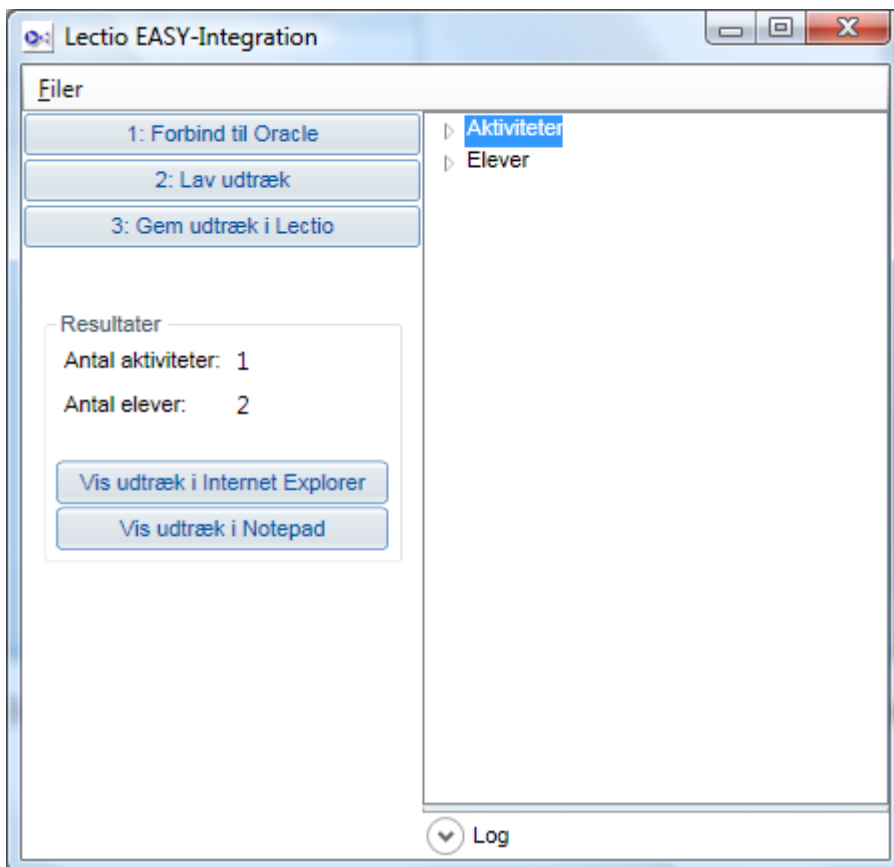 Lectio EASY-Integration
Filer
1: Forbind til Oracle
2: Lav udtræk
3: Gem udtræk i Lectio
Resultater
Antal aktiviteter: 1
Antal elever: 2
Vis udtræk i Internet Explorer
Vis udtræk i Notepad
Aktiviteter
Elever
Log